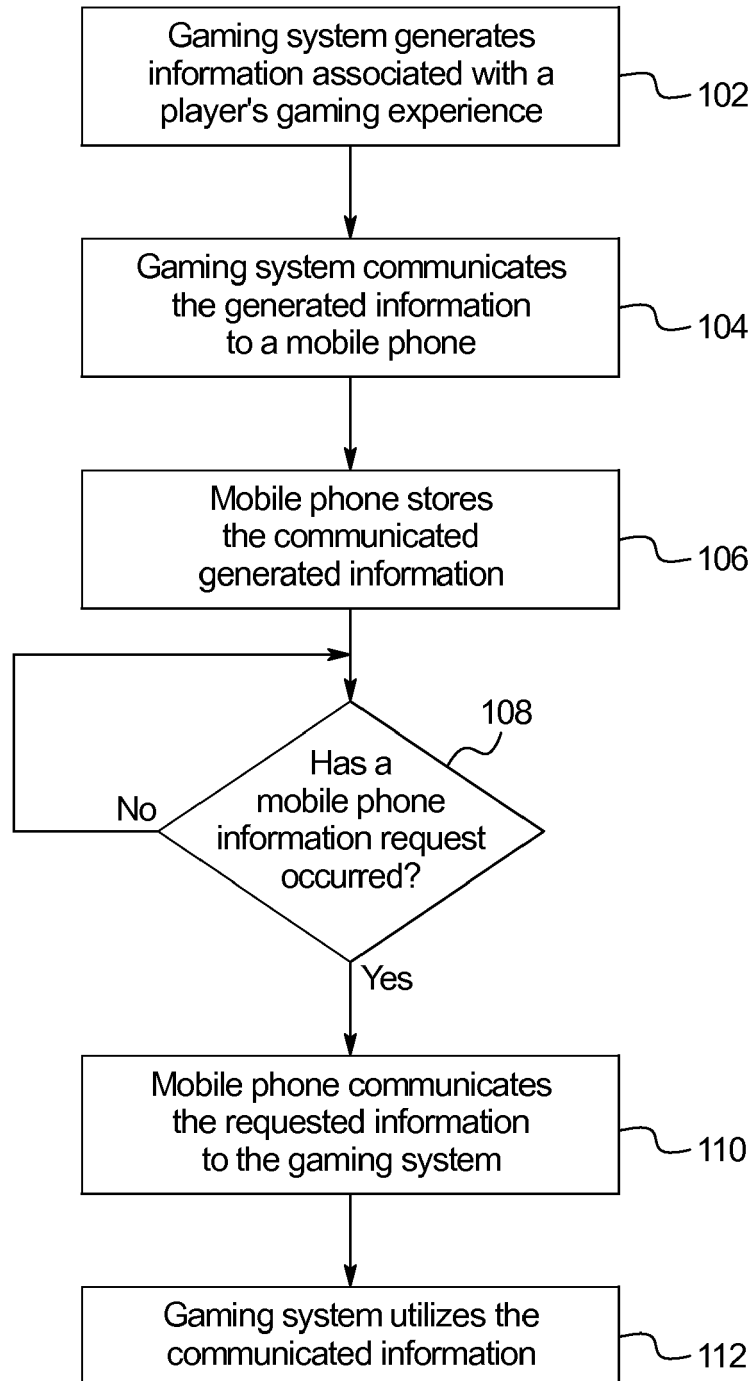 Gaming system generates
information associated with a
player's gaming experience
102
Gaming system communicates
the generated information
to a mobile phone
104
Mobile phone stores
the communicated
generated information
106
108
Has a
mobile phone
information request
occurred?
No
Yes
Mobile phone communicates
the requested information
to the gaming system
110
Gaming system utilizes the
communicated information
112